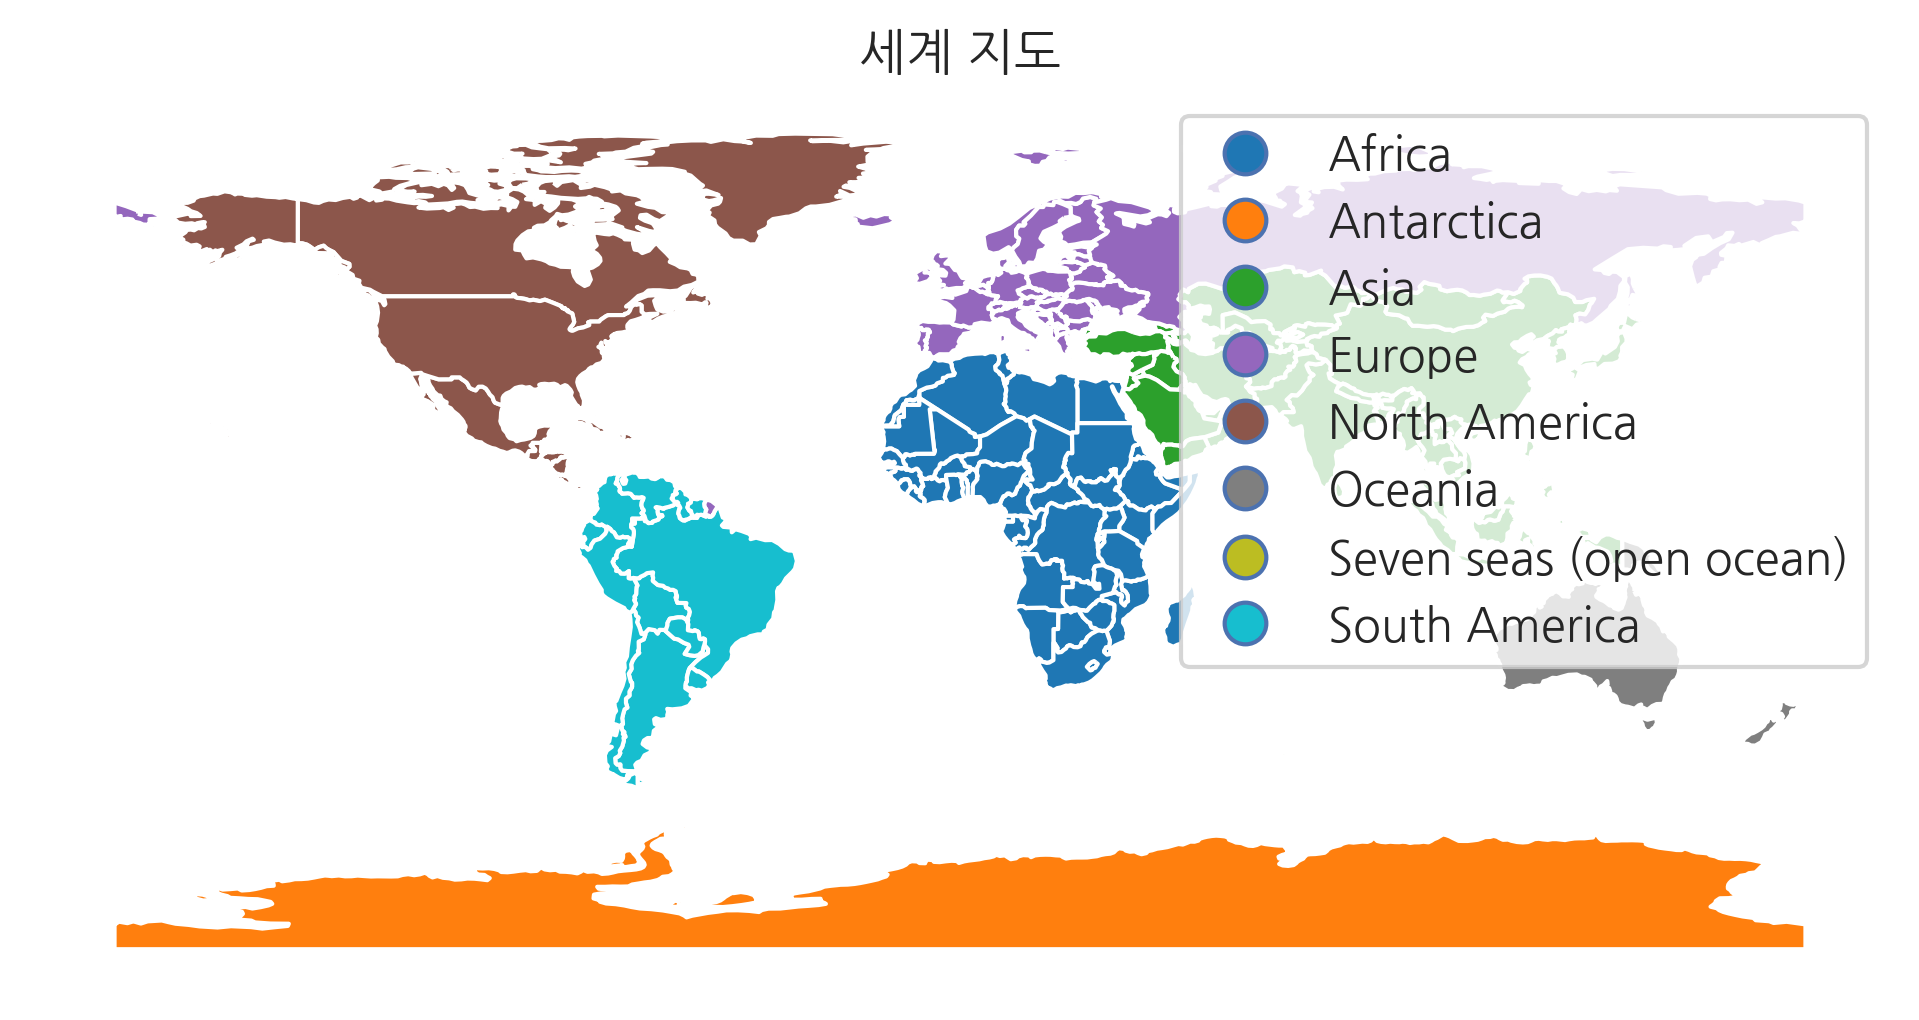 세계 지도
Africa
Antarctica
Asia
Europe
North America
Oceania
Seven seas (open ocean)
South America